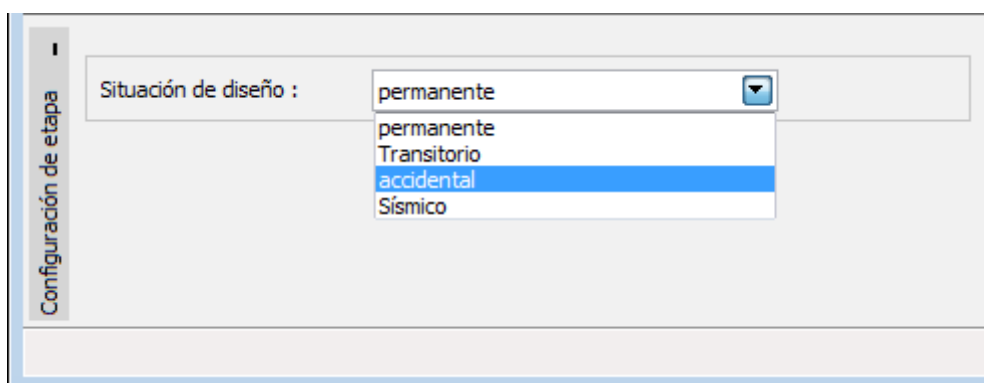 Configuración de etapa
Situación de diseño :
permanente
permanente
Transitorio
accidental
Sísmico